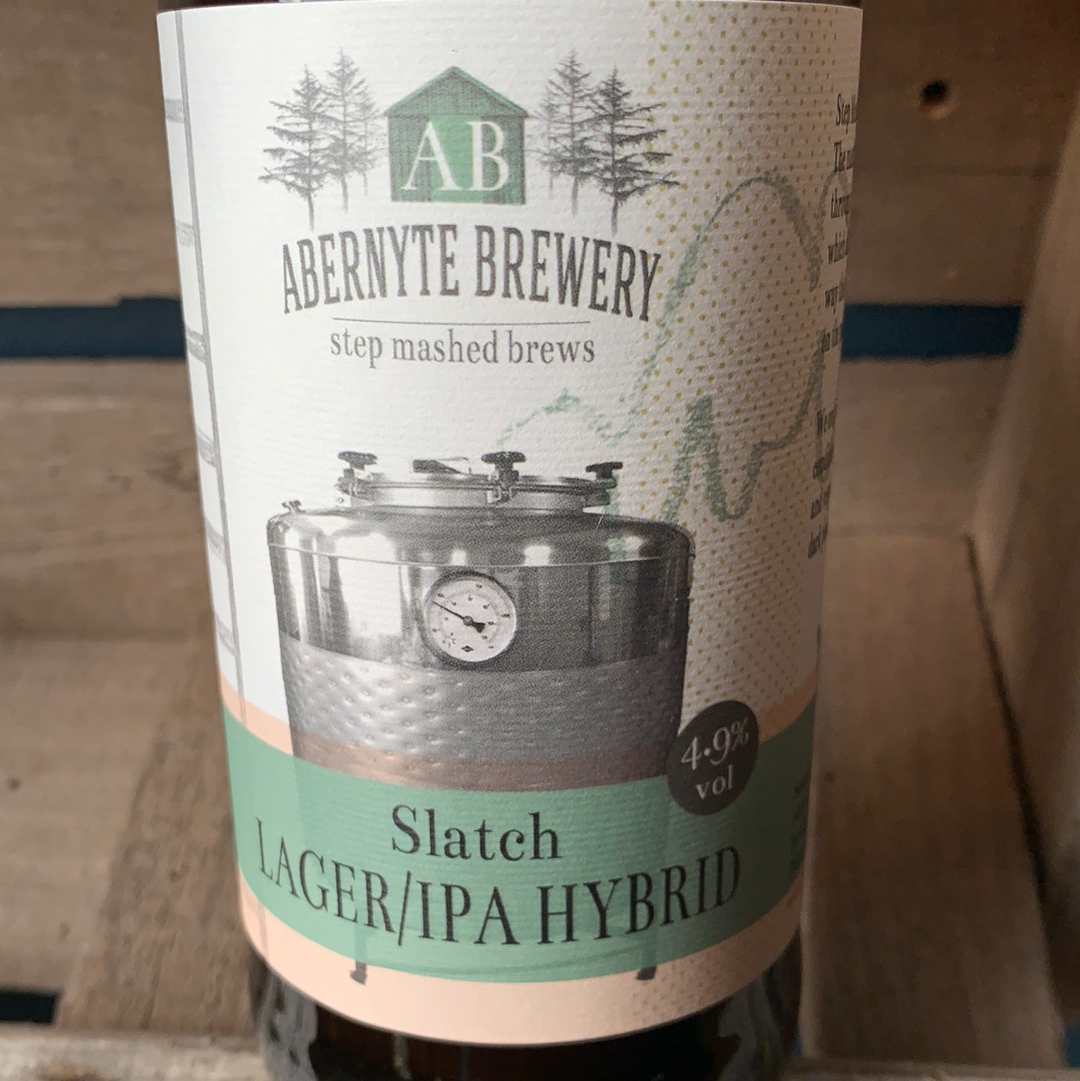 AB
ABERNYTE BREWERY
step mashed brews
4.9%
vol
Slatch
LAGER/IPA HYBRID